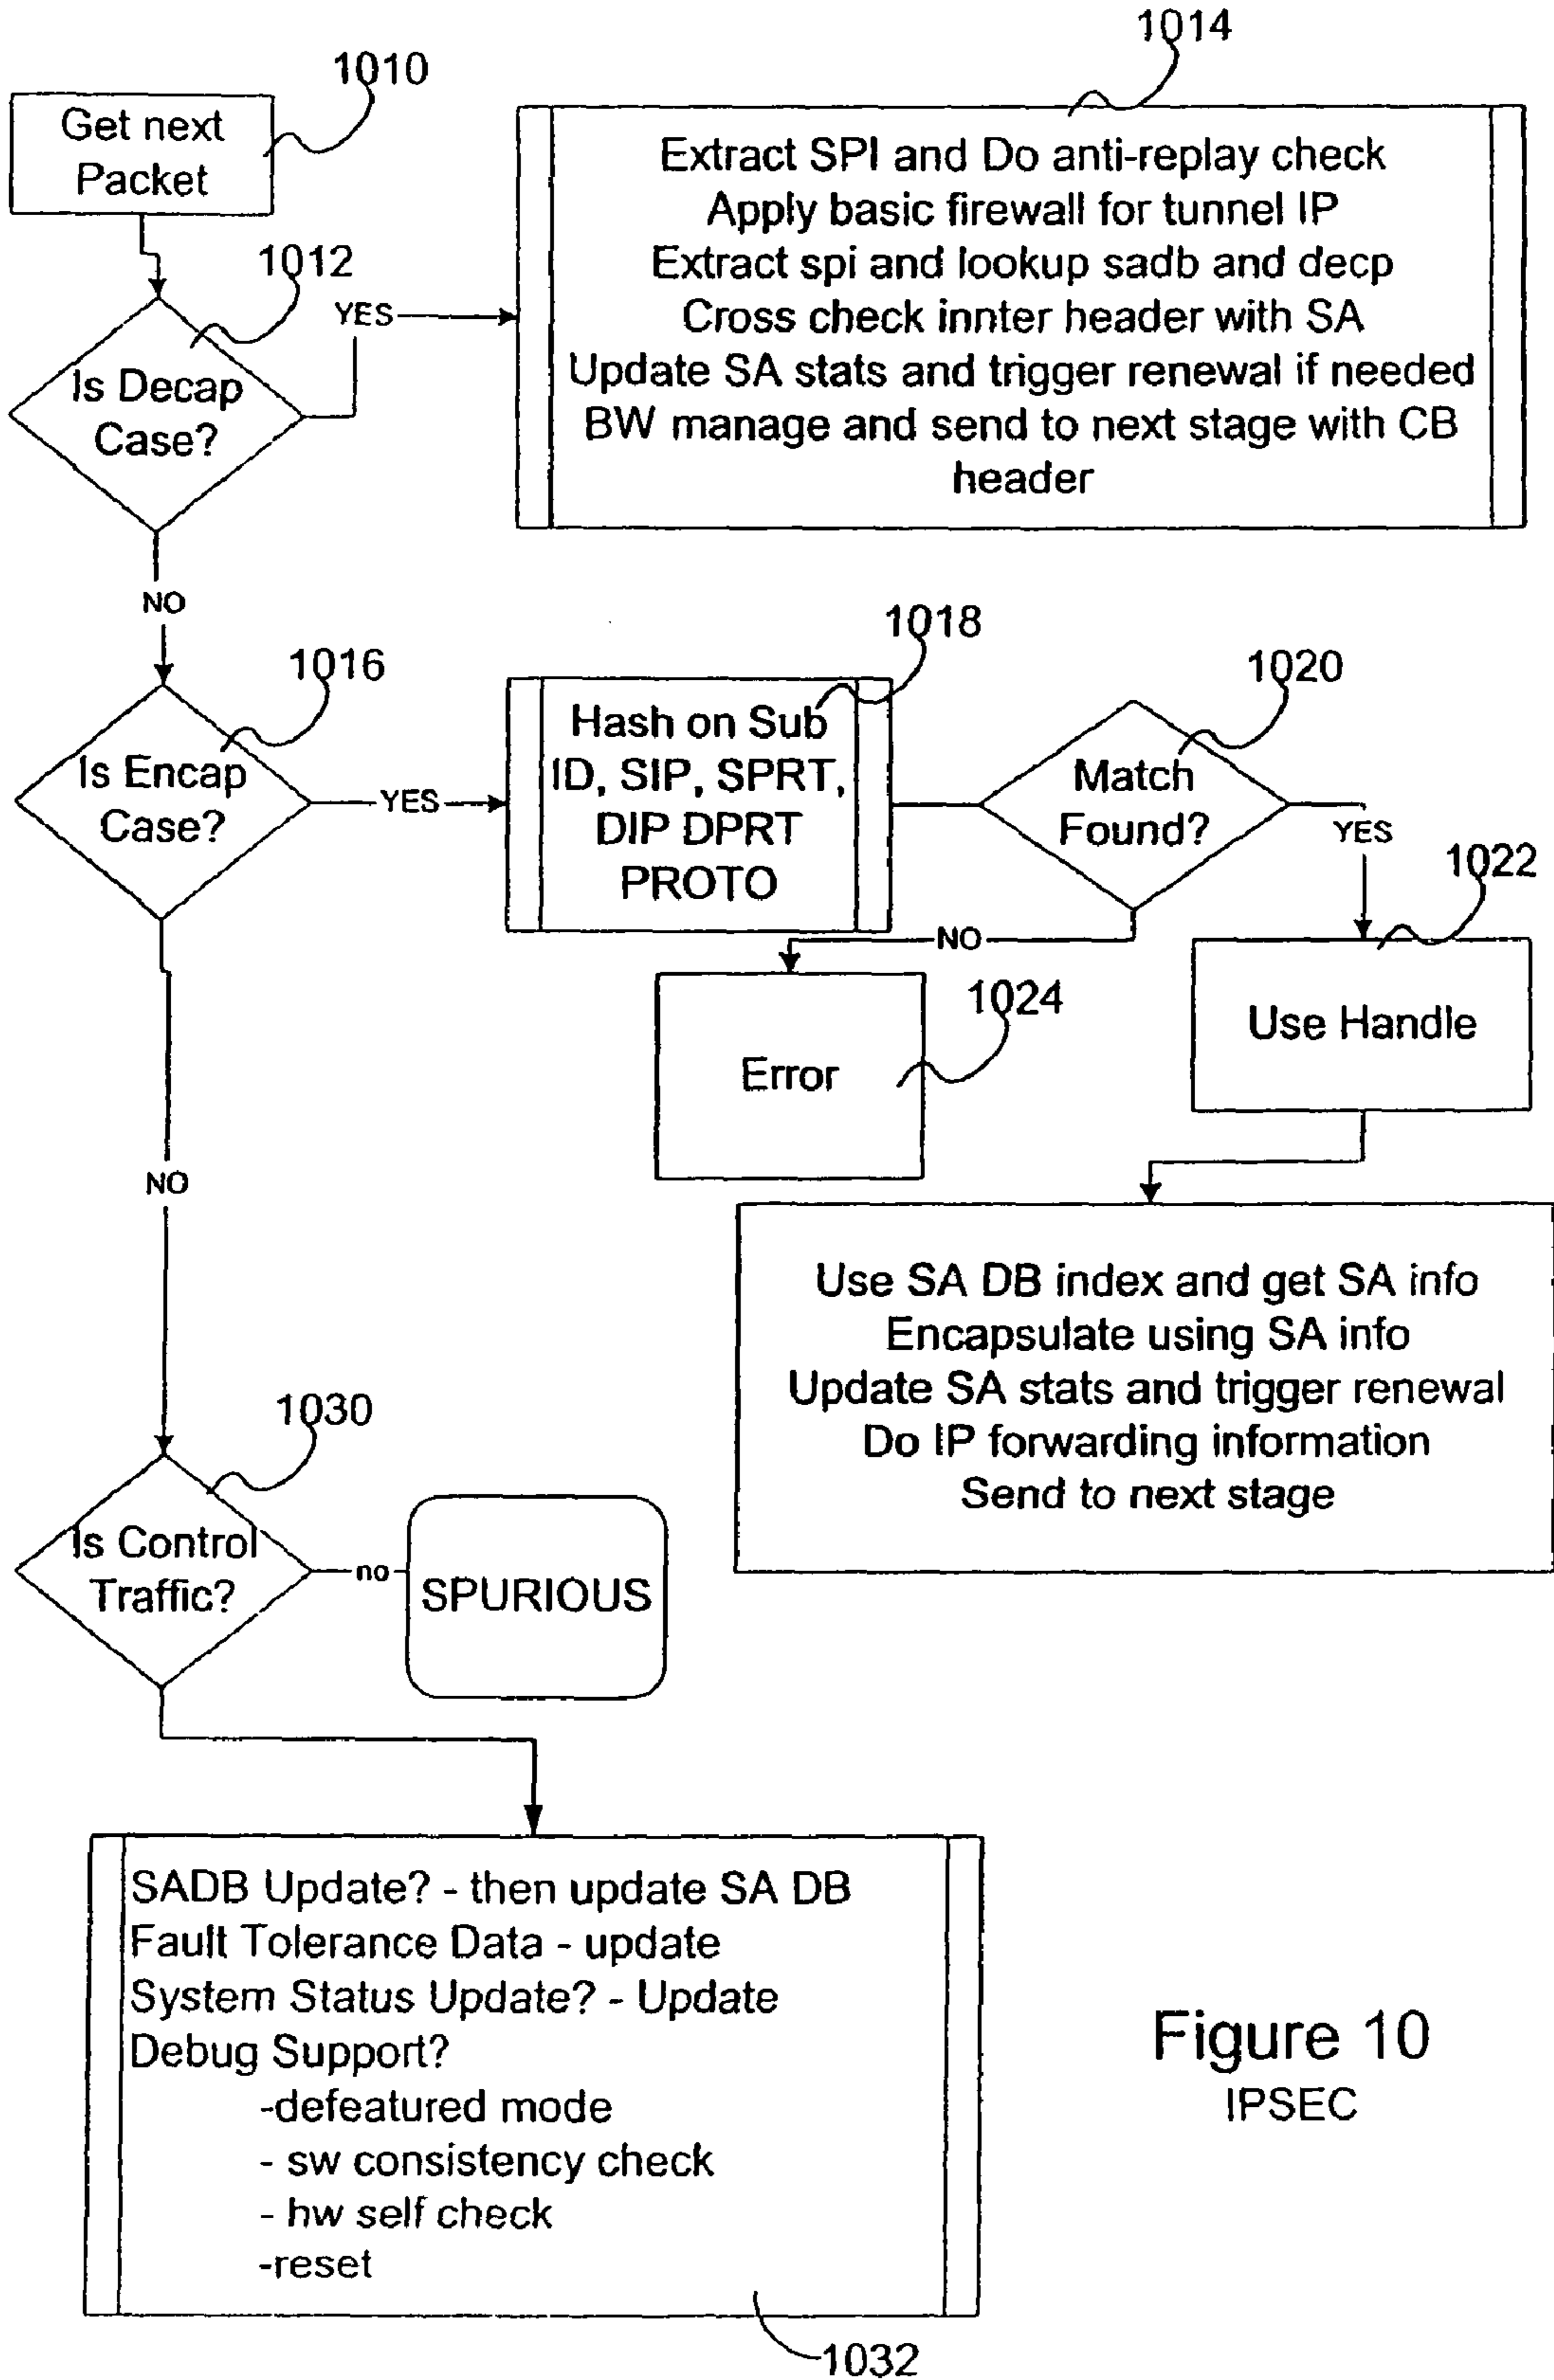 1014
1010
Get next
Packet
Extract SPI and Do anti-replay check
Apply basic firewall for tunnel IP
Extract spi and lookup sadb and decp
Cross check innter header with SA
Update SA stats and trigger renewal if needed
BW manage and send to next stage with CB
header
1012
YES
Is Decap
Case?
NO
1016
Is Encap
Case?
YES
1018
Hash on Sub
ID, SIP, SPRT,
DIP DPRT
PROTO
1020
Match
Found?
YES
1022
NO
1024
Error
Use Handle
NO
Use SA DB index and get SA info
Encapsulate using SA info
Update SA stats and trigger renewal
Do IP forwarding information
Send to next stage
1030
Is Control
Traffic?
no
SPURIOUS
SADB Update? - then update SA DB
Fault Tolerance Data - update
System Status Update? - Update
Debug Support?
-defeatured mode
- sw consistency check
- hw self check
-reset
1032
Figure 10
IPSEC